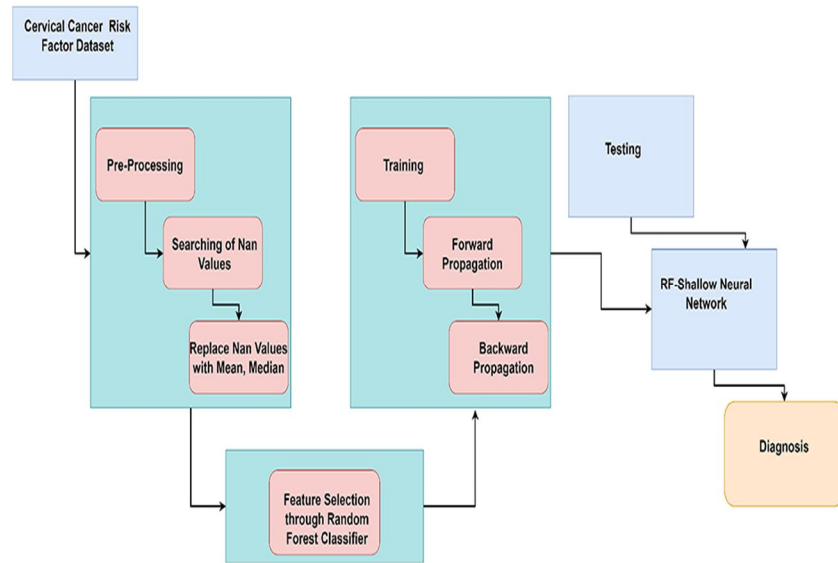 Cervical Cancer Risk
Factor Dataset
Pre-Processing
Searching of Nan
Values
Replace Nan Values
with Mean, Median
Feature Selection
through Random
Forest Classifier
Training
Forward
Propagation
Backward
Propagation
Testing
RF-Shallow Neural
Network
Diagnosis